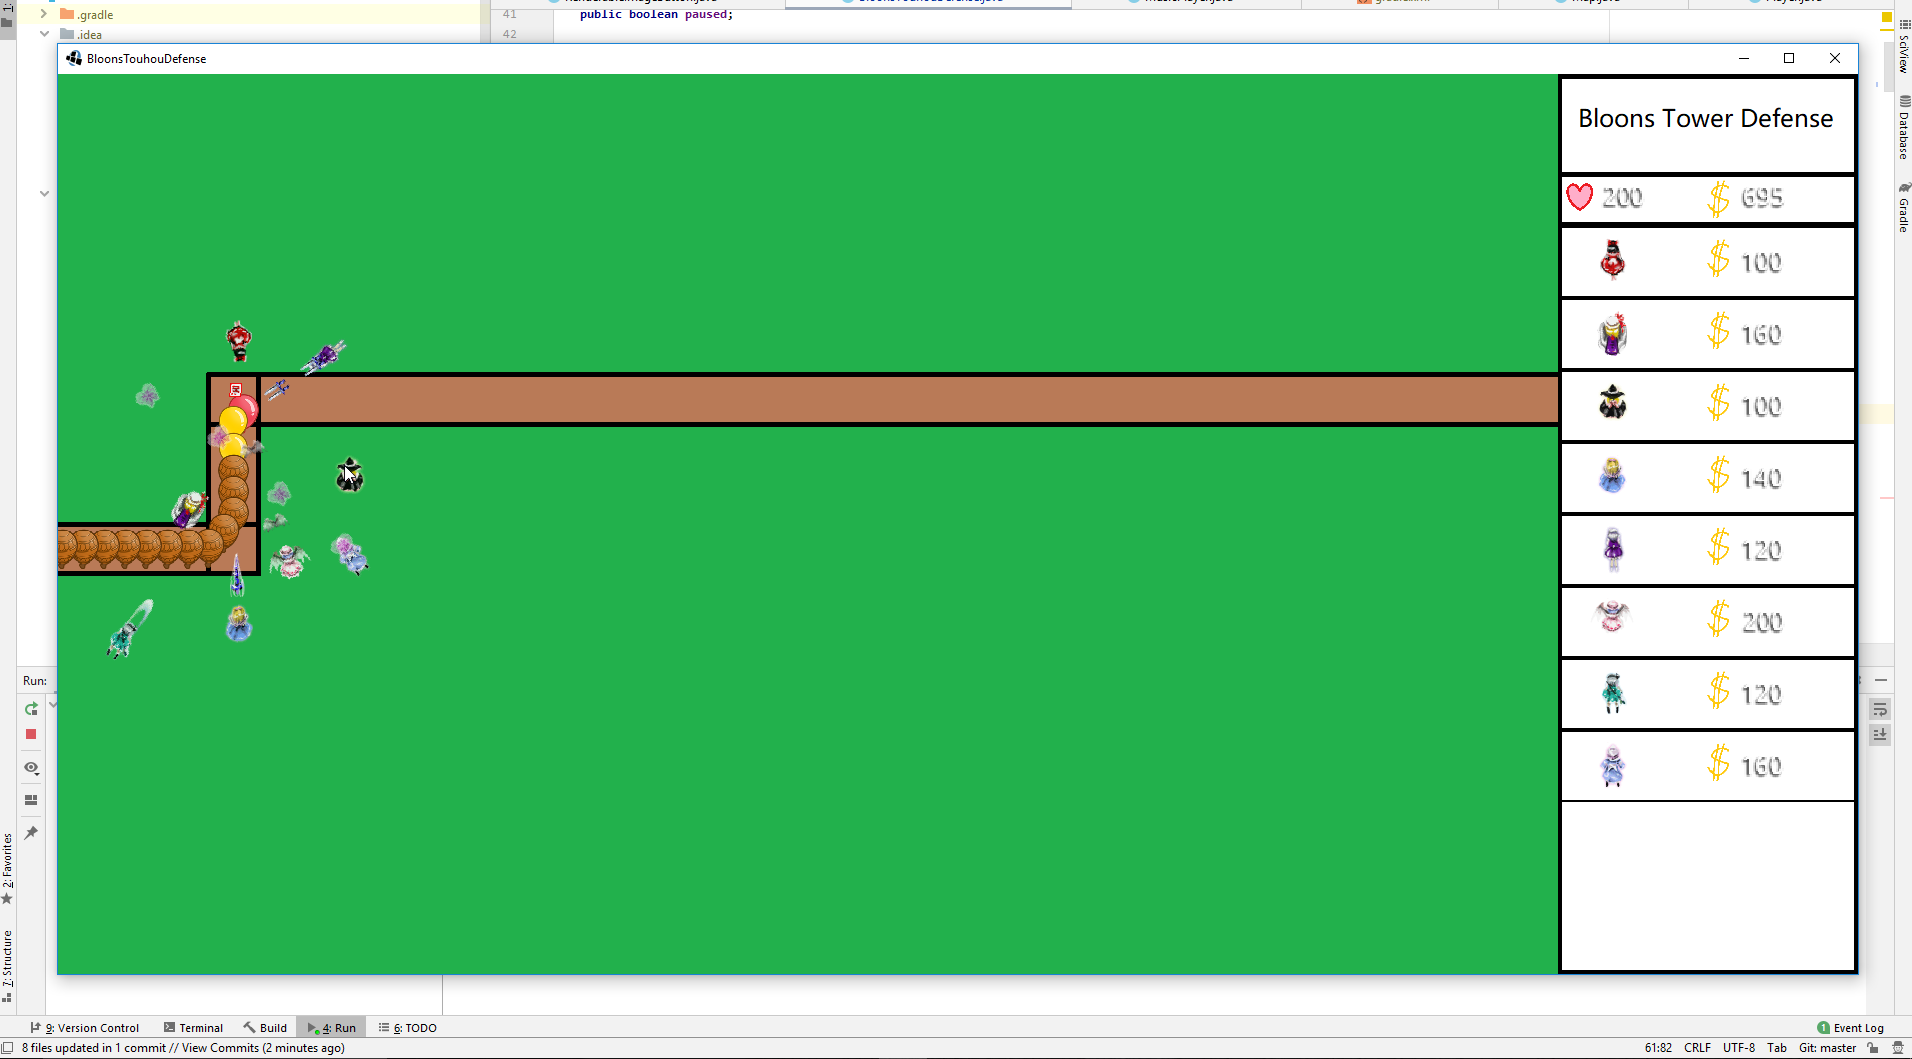 .gradle
41 public boolean paused;
.idea
42
BloonsTouhouDefense
Bloons Tower Defense
200 $ 695
$ 100
$ 160
$ 100
$ 140
$ 120
$ 200
$ 120
$ 160
SciView
Database
Gradle
Run:
2: Favorites
7: Structure
9: Version Control Terminal Build 4: Run 6: TODO 1 Event Log
8 files updated in 1 commit // View Commits (2 minutes ago) 61:82 CRLF UTF-8 Tab Git: master